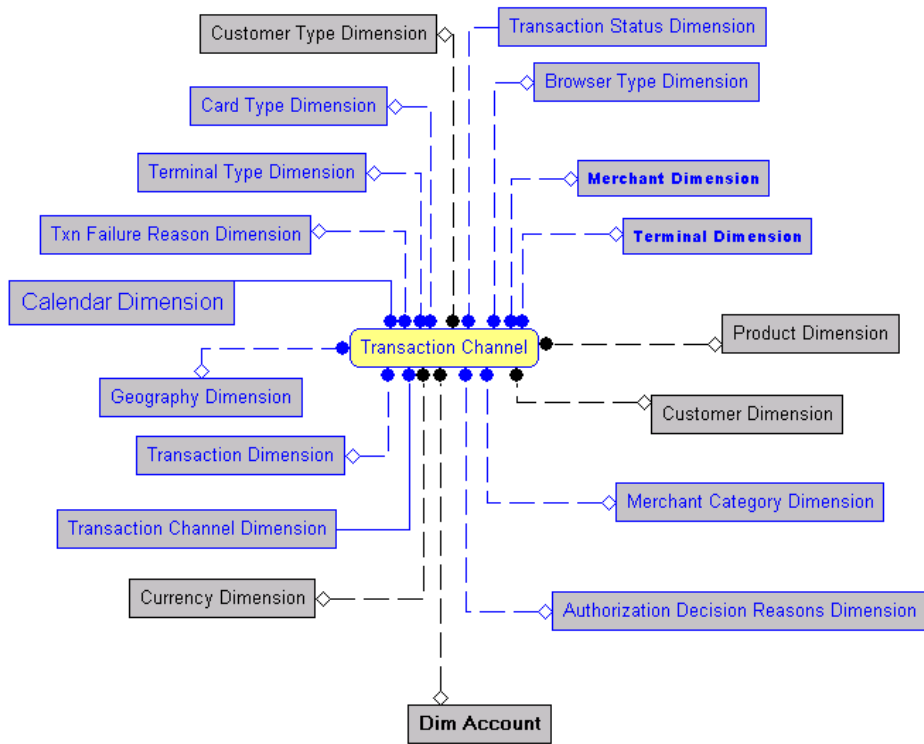 Customer Type Dimension
Transaction Status Dimension
Browser Type Dimension
Card Type Dimension
Terminal Type Dimension
Merchant Dimension
Txn Failure Reason Dimension
Terminal Dimension
Calendar Dimension
Product Dimension
Transaction Channel
Geography Dimension
Customer Dimension
Transaction Dimension
Merchant Category Dimension
Transaction Channel Dimension
Currency Dimension
Authorization Decision Reasons Dimension
Dim Account